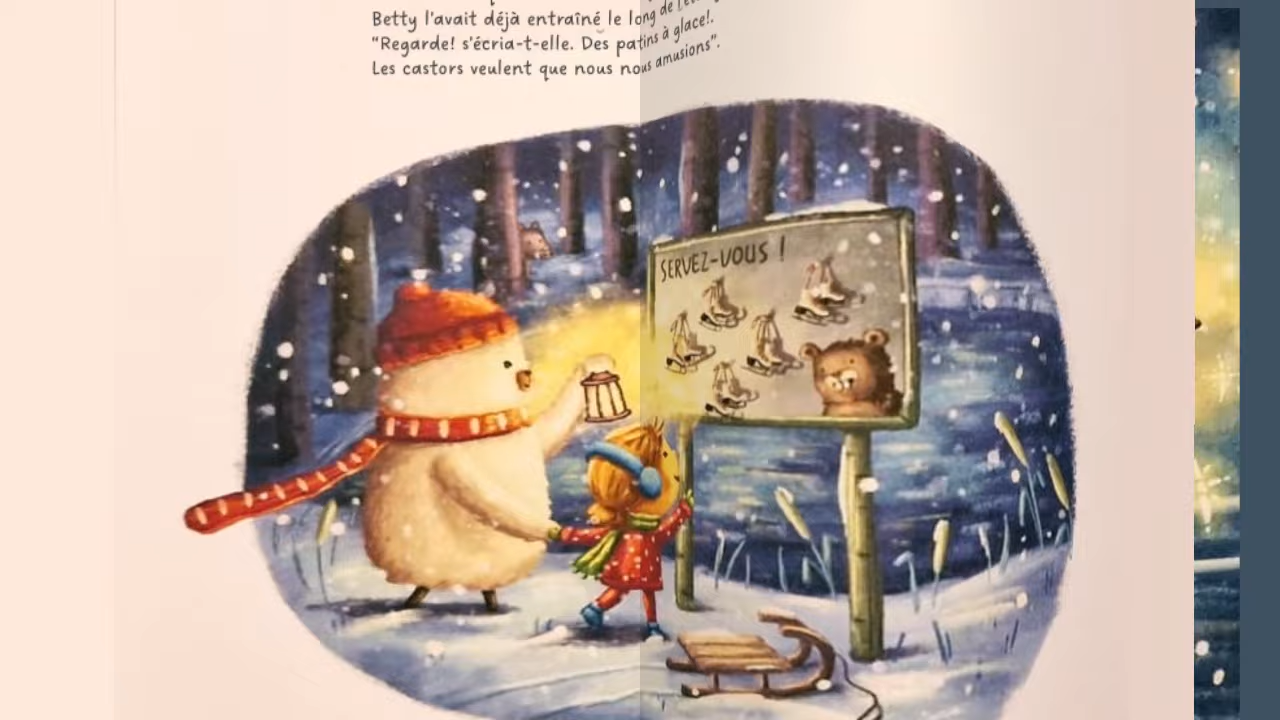 Betty l'avait déjà entraîné le long de
"Regarde! s'écria-t-elle. Des patins à glace!.
Les castors veulent que nous nous amusions".
SERVEZ-VOUS !